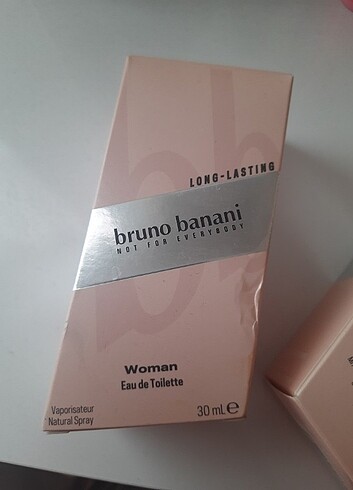 LONG-LASTING
bruno banani
NOT FOR EVERYBODY
Woman
Eau de Toilette
Vaporisateur
Natural Spray
30 mL ℮